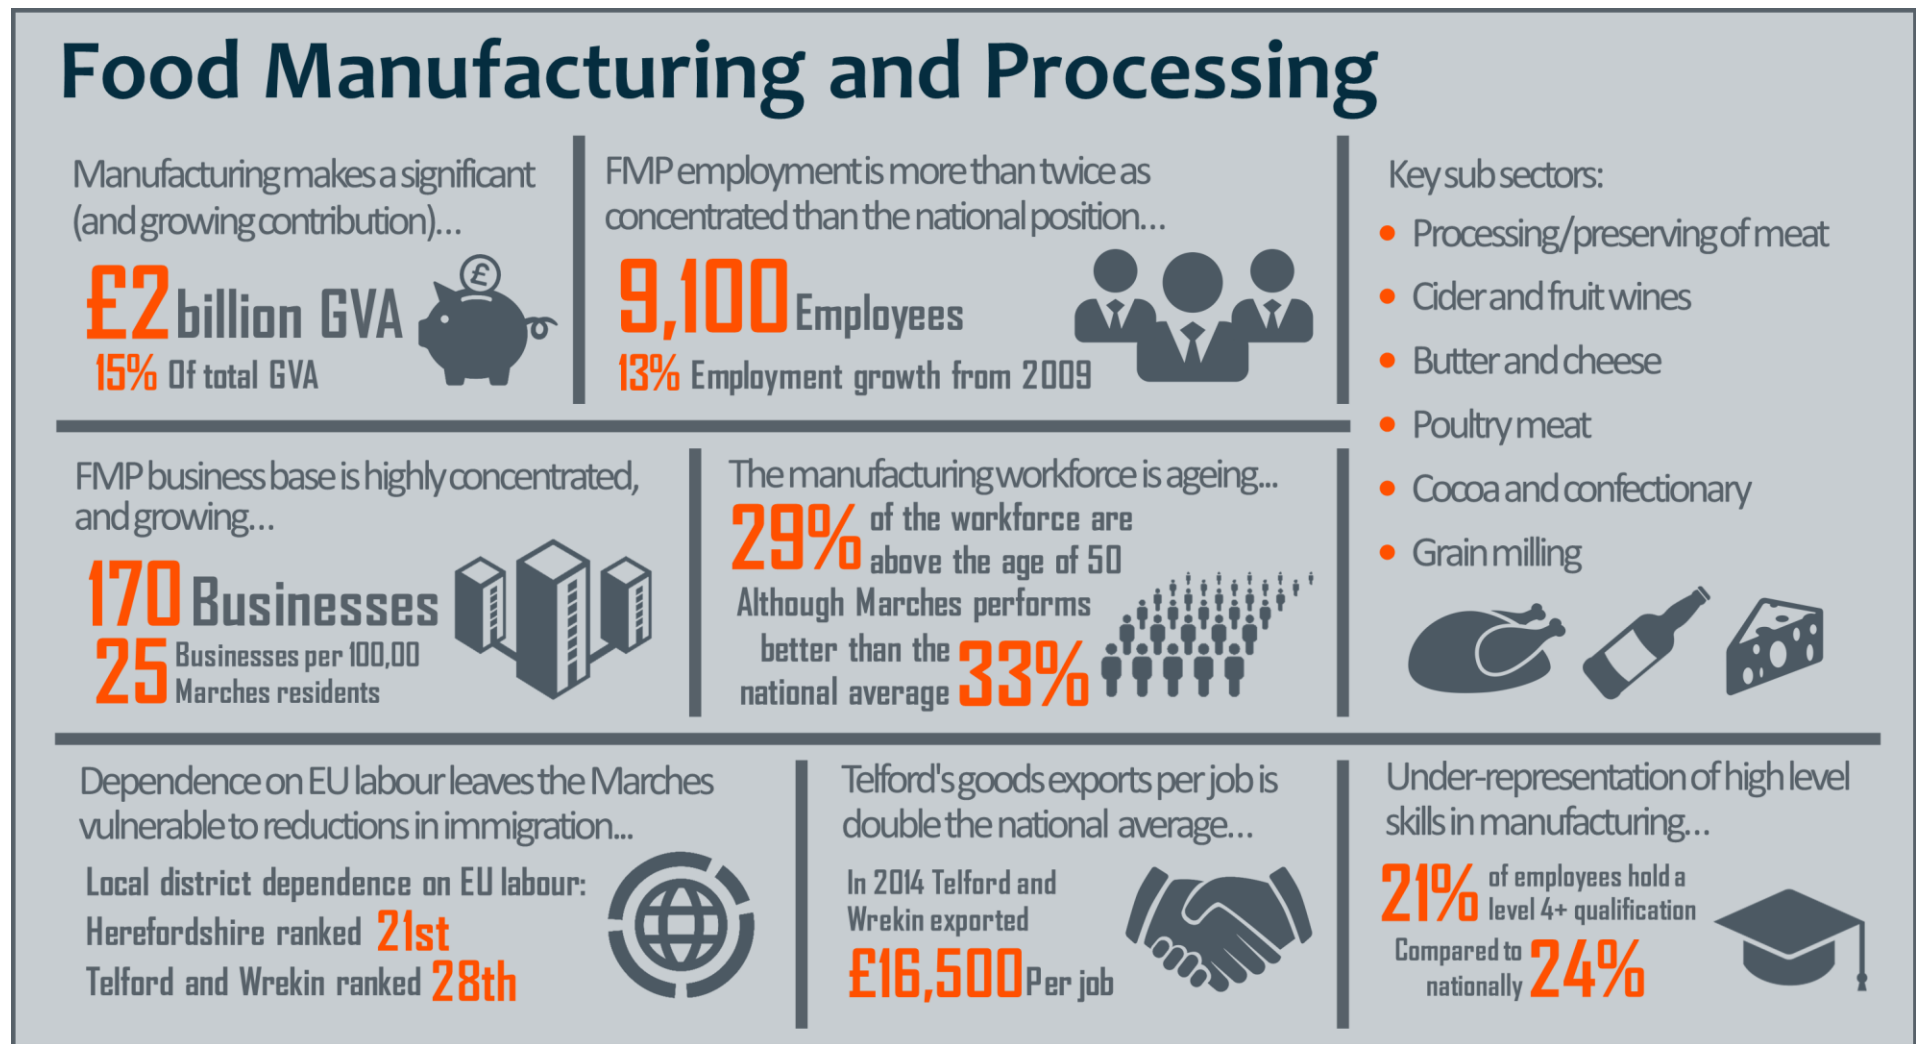 Food Manufacturing and Processing
Manufacturing makes a significant
(and growing contribution)...
£2 billion GVA
15% Of total GVA
FMP employment is more than twice as
concentrated than the national position...
9,100 Employees
13% Employment growth from 2009
Key sub sectors:
• Processing/preserving of meat
• Cider and fruit wines
• Butter and cheese
• Poultry meat
• Cocoa and confectionary
• Grain milling
FMP business base is highly concentrated,
and growing...
170 Businesses
25 Businesses per 100,00
Marches residents
The manufacturing workforce is ageing...
29% of the workforce are
above the age of 50
Although Marches performs
better than the
national average 33%
Dependence on EU labour leaves the Marches
vulnerable to reductions in immigration...
Local district dependence on EU labour:
Herefordshire ranked 21st
Telford and Wrekin ranked 28th
Telford's goods exports per job is
double the national average...
In 2014 Telford and
Wrekin exported
£16,500 Per job
Under-representation of high level
skills in manufacturing...
21% of employees hold a
level 4+ qualification
Compared to
nationally 24%
£